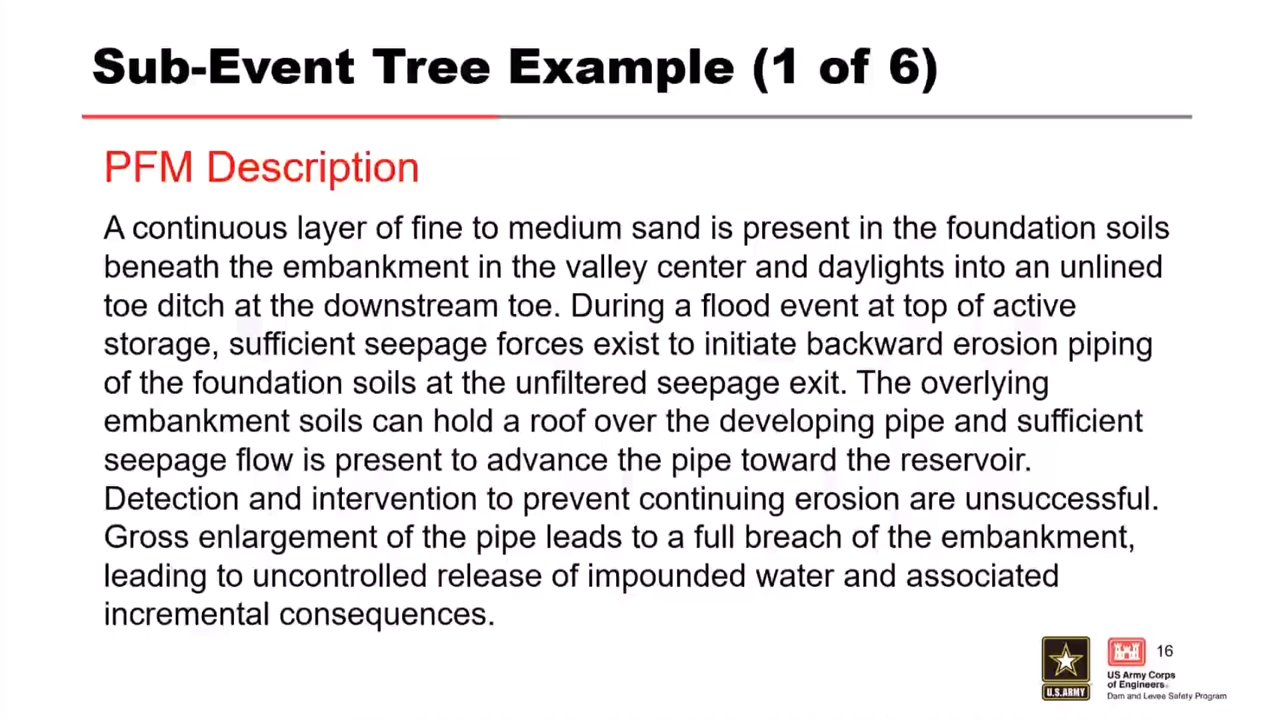 Sub-Event Tree Example (1 of 6)
PFM Description
A continuous layer of fine to medium sand is present in the foundation soils
beneath the embankment in the valley center and daylights into an unlined
toe ditch at the downstream toe. During a flood event at top of active
storage, sufficient seepage forces exist to initiate backward erosion piping
of the foundation soils at the unfiltered seepage exit. The overlying
embankment soils can hold a roof over the developing pipe and sufficient
seepage flow is present to advance the pipe toward the reservoir.
Detection and intervention to prevent continuing erosion are unsuccessful.
Gross enlargement of the pipe leads to a full breach of the embankment,
leading to uncontrolled release of impounded water and associated
incremental consequences.
16
U.S.ARMY
US Army Corps
of Engineers®
Dam and Levee Safety Program